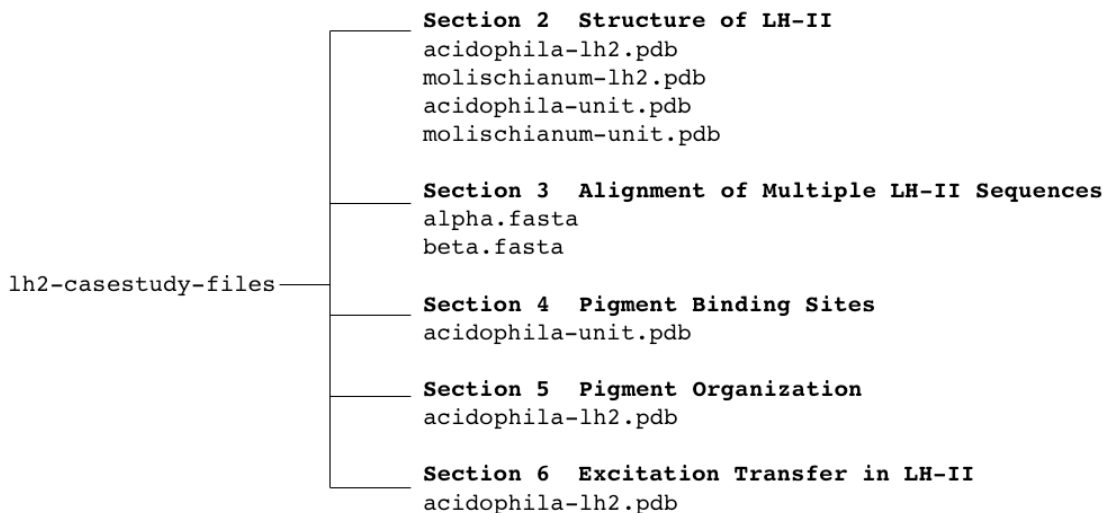 Section 2  Structure of LH-II
acidophila-lh2.pdb
molischianum-lh2.pdb
acidophila-unit.pdb
molischianum-unit.pdb
Section 3  Alignment of Multiple LH-II Sequences
alpha.fasta
beta.fasta
lh2-casestudy-files
Section 4  Pigment Binding Sites
acidophila-unit.pdb
Section 5  Pigment Organization
acidophila-lh2.pdb
Section 6  Excitation Transfer in LH-II
acidophila-lh2.pdb